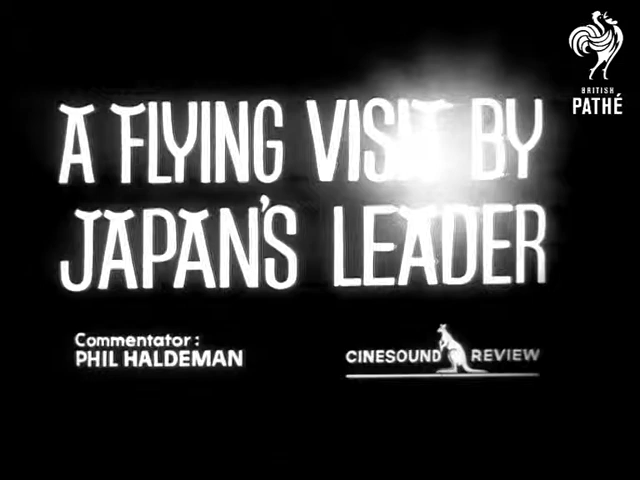 BRITISH
PATHÉ
A FLYING VISIT BY
JAPAN'S LEADER
Commentator:
PHIL HALDEMAN
CINESOUND REVIEW